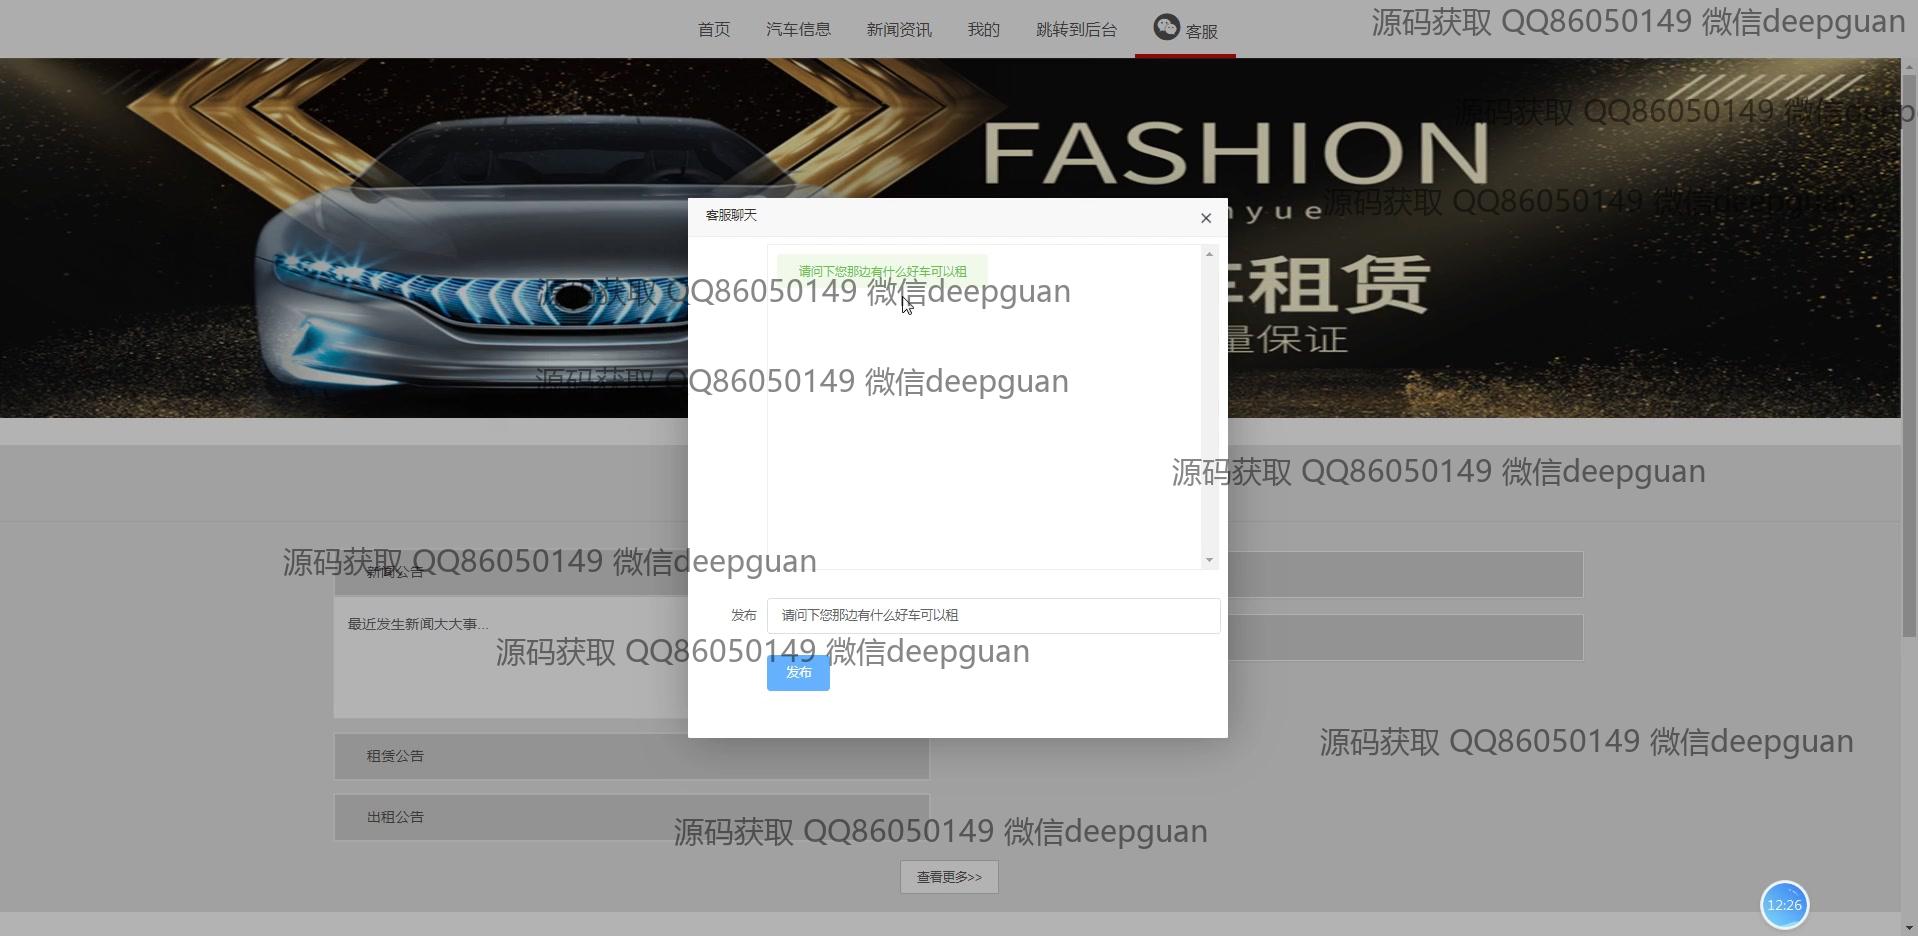 首页 汽车信息 新闻资讯 我的 跳转到后台 客服
源码获取 QQ86050149 微信deepguan
源码获取 QQ86050149 微信deep
FASHION
源码获取 QQ86050149 微信deepguan
nyue
客服聊天
请问下您那边有什么好车可以租
租赁
源码获取 QQ86050149 微信deepguan
量保证
源码获取 QQ86050149 微信deepguan
源码获取 QQ86050149 微信deepguan
源码获取 QQ86050149 微信deepguan
新闻公告
发布 请问下您那边有什么好车可以租
最近发生新闻大大事...
源码获取 QQ86050149 微信deepguan
发布
源码获取 QQ86050149 微信deepguan
租赁公告
出租公告
源码获取 QQ86050149 微信deepguan
查看更多>>
12:26